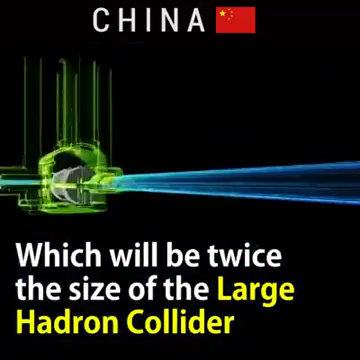 CHINA
Which will be twice
the size of the Large
Hadron Collider